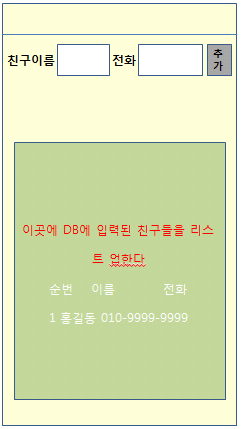 친구이름 전화 추가
이곳에 DB에 입력된 친구들을 리스
트 업한다
순번 이름 전화
1 홍길동 010-9999-9999